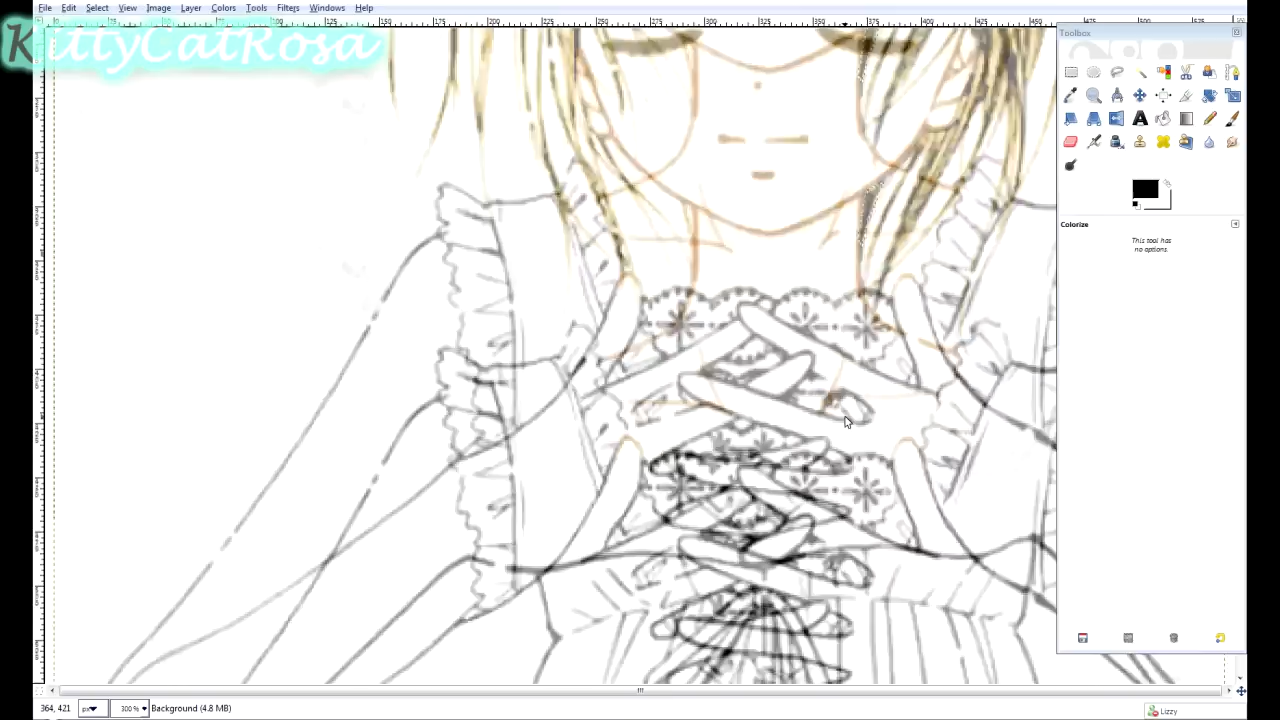 File Edit Select View Image Layer Colors Tools Filters Windows Help
KittyCatRosa
Toolbox
Colorize
This tool has
no options.
364, 421 px 300 % Background (4.8 MB)
Lizzy